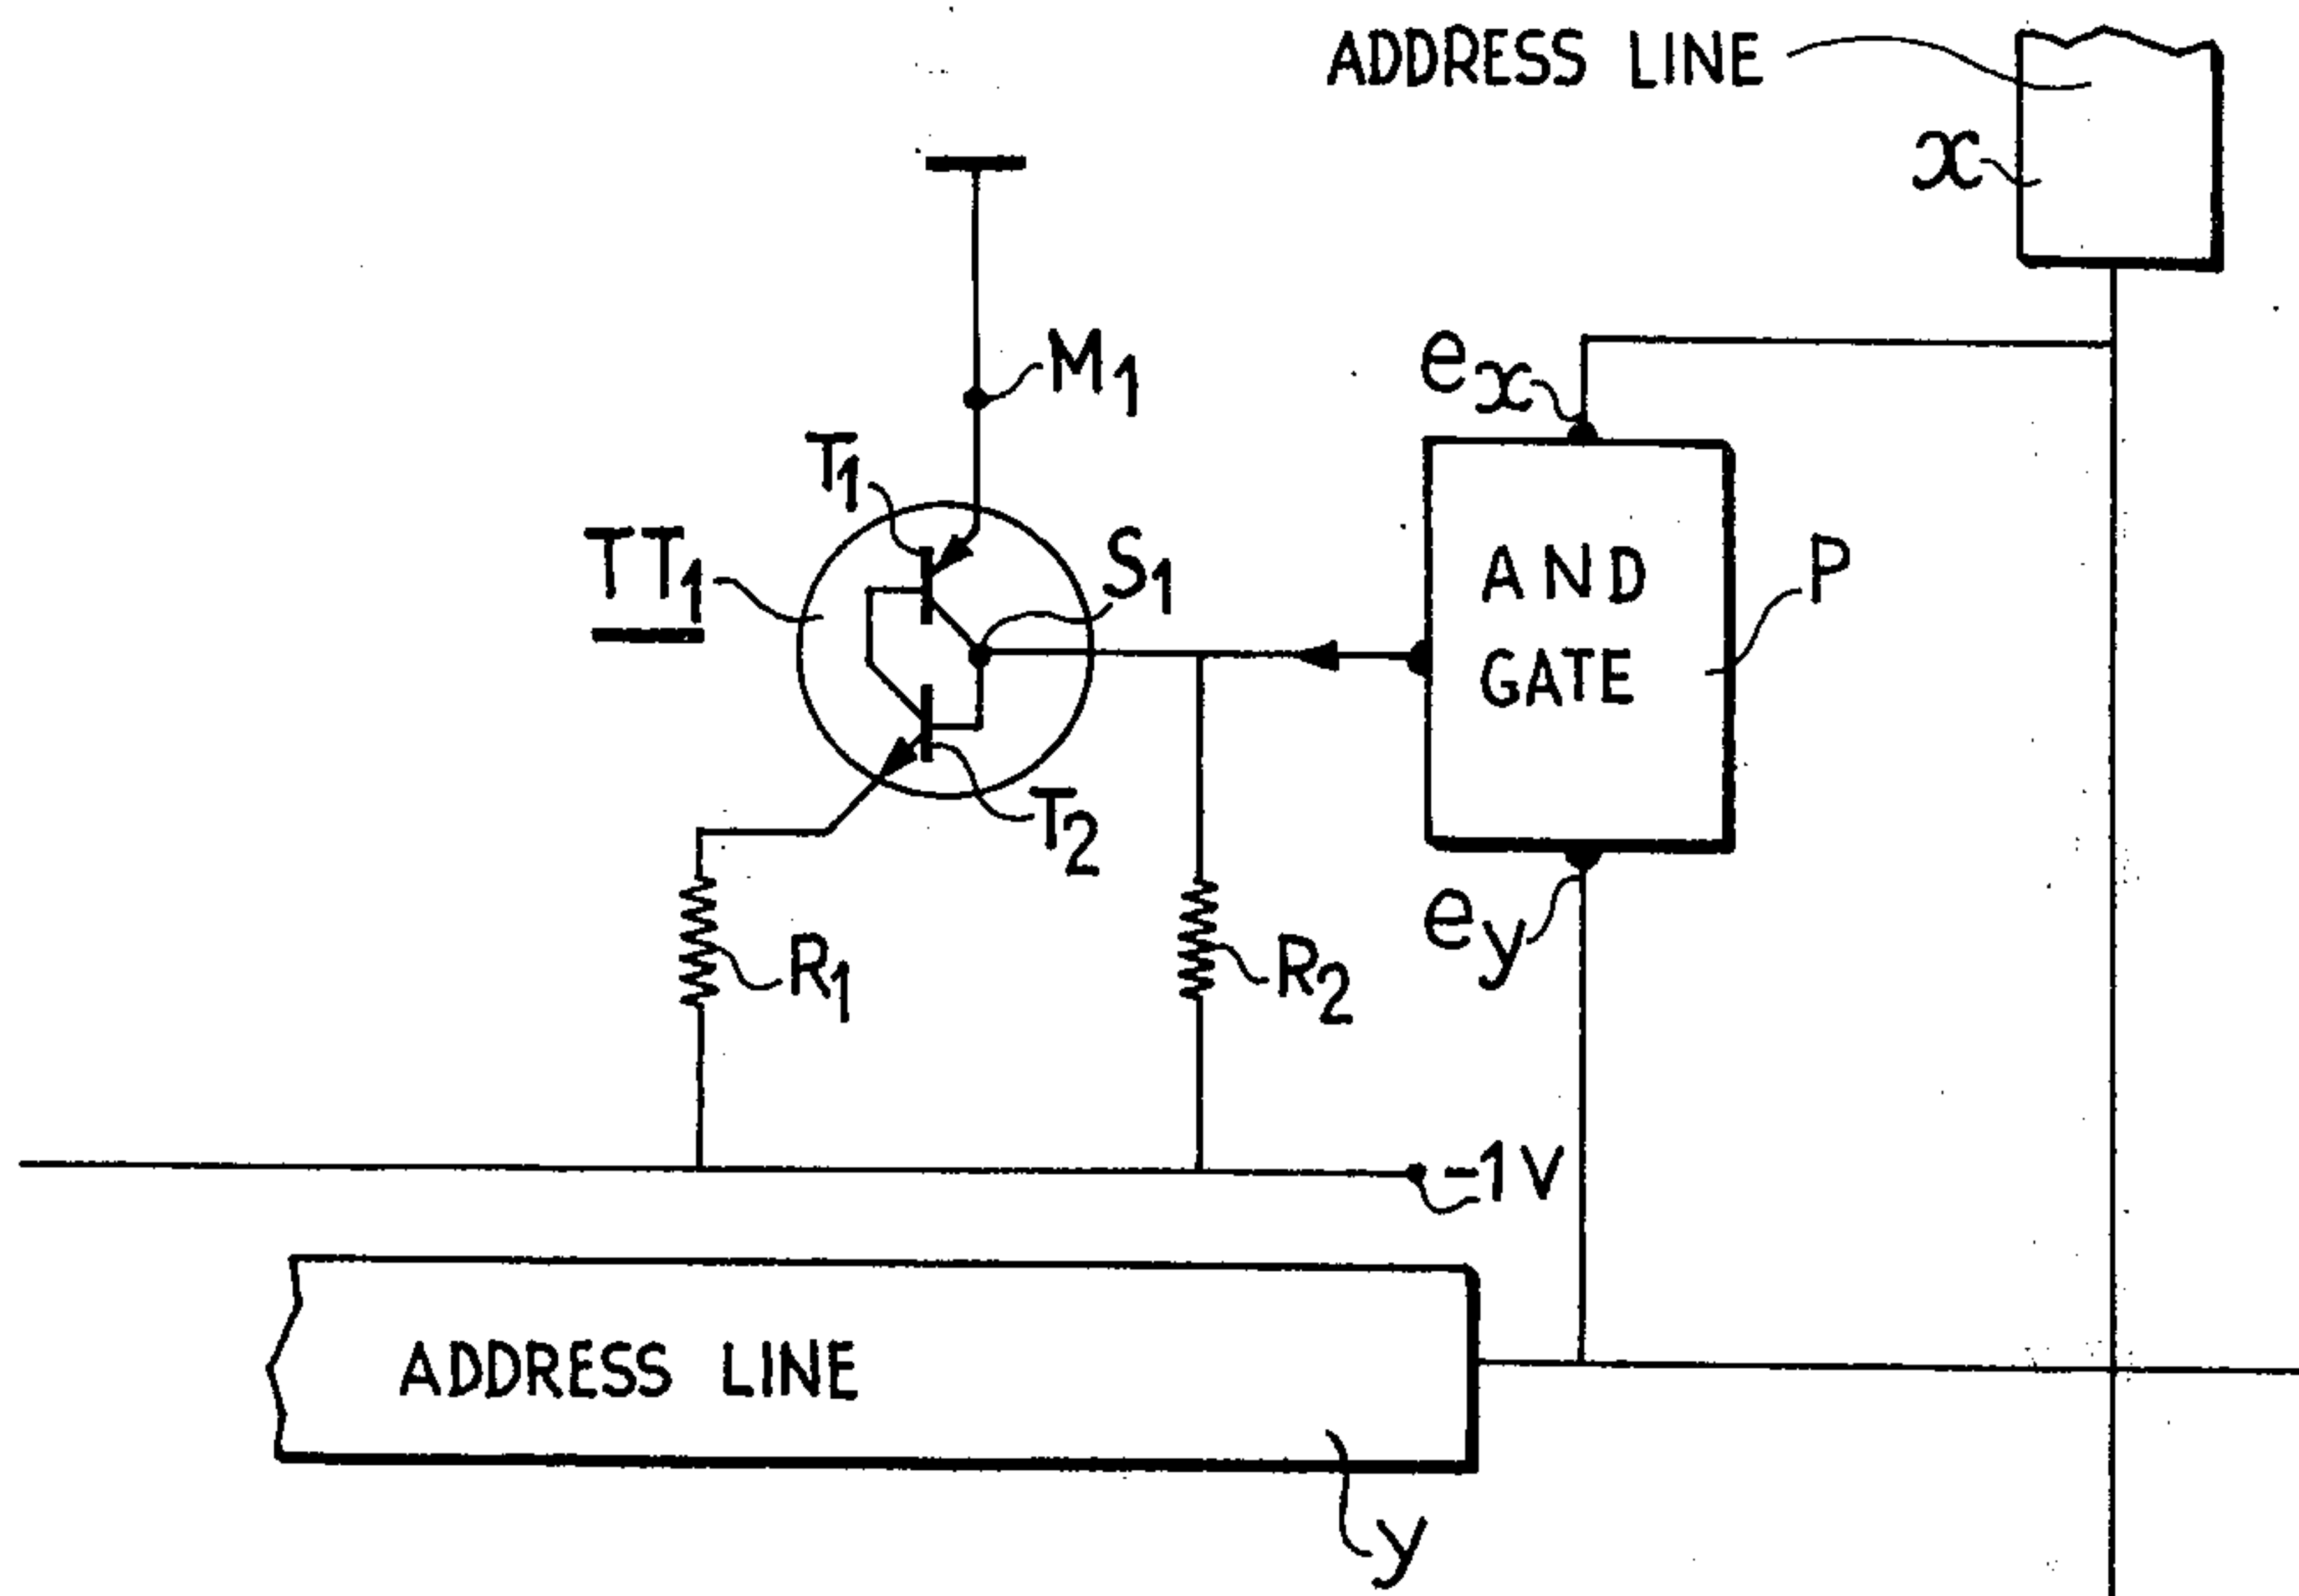 ADDRESS LINE
x
M1
ex
T1
TT1
S1
AND
GATE
P
T2
ey
R1
R2
-1V
ADDRESS LINE
y